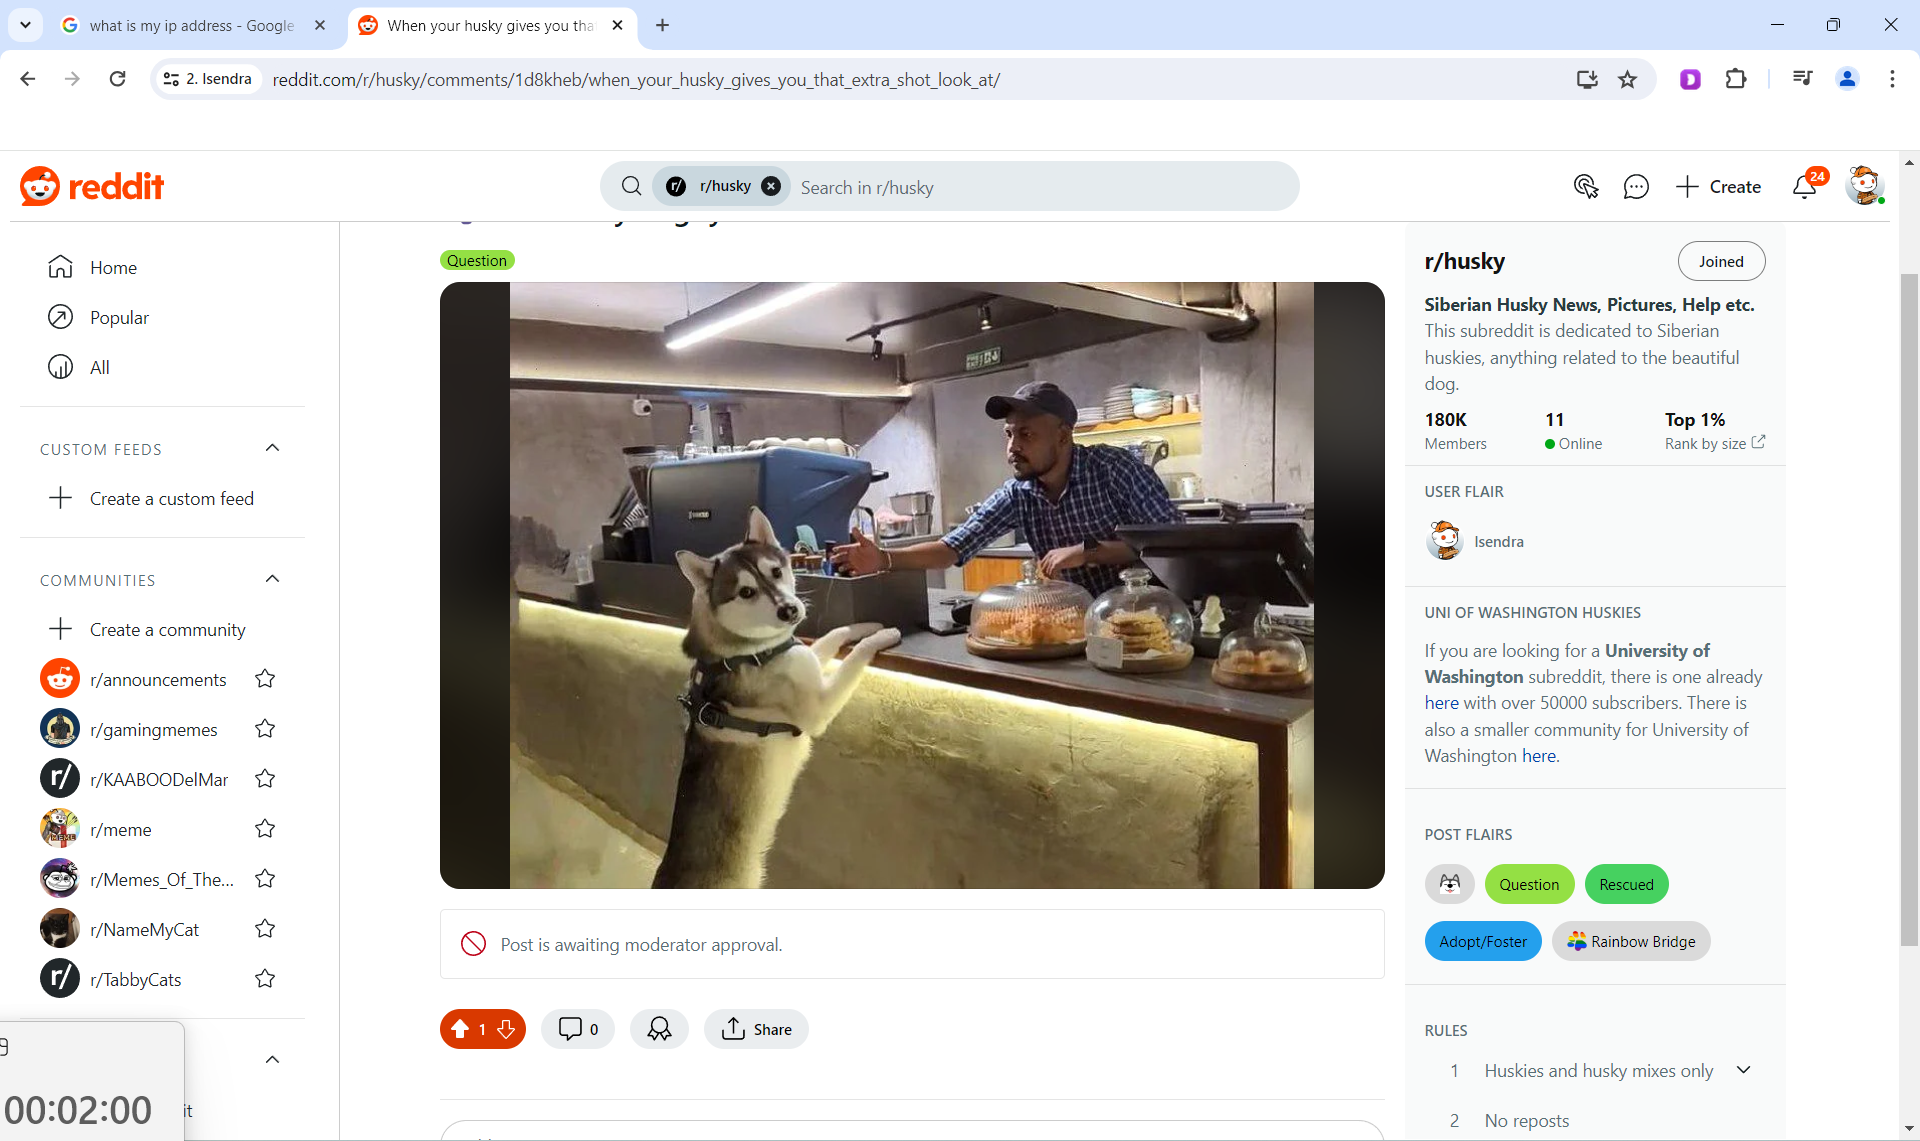 what is my ip address - Google
When your husky gives you tha
2. Isendra
reddit.com/r/husky/comments/1d8kheb/when_your_husky_gives_you_that_extra_shot_look_at/
reddit
r/husky
Search in r/husky
Create
24
Home
Popular
All
CUSTOM FEEDS
Create a custom feed
COMMUNITIES
Create a community
r/announcements
r/gamingmemes
r/KAABOODelMar
r/meme
r/Memes_Of_The...
r/NameMyCat
r/TabbyCats
00:02:00
it
Question
Post is awaiting moderator approval.
1
0
Share
r/husky
Joined
Siberian Husky News, Pictures, Help etc.
This subreddit is dedicated to Siberian
huskies, anything related to the beautiful
dog.
180K 11 Top 1%
Members Online Rank by size
USER FLAIR
Isendra
UNI OF WASHINGTON HUSKIES
If you are looking for a University of
Washington subreddit, there is one already
here with over 50000 subscribers. There is
also a smaller community for University of
Washington here.
POST FLAIRS
Question Rescued
Adopt/Foster Rainbow Bridge
RULES
1 Huskies and husky mixes only
2 No reposts